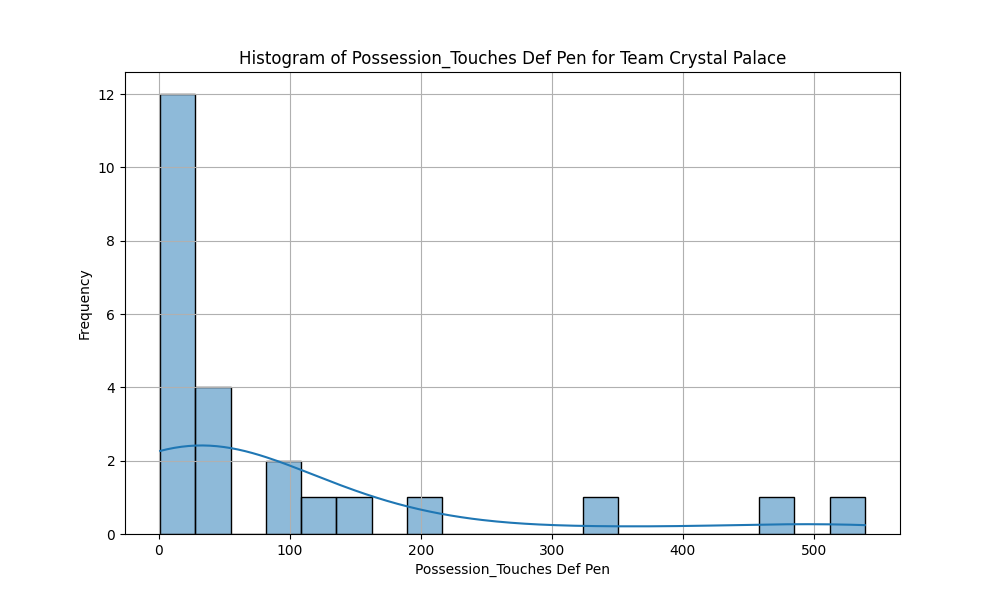 Histogram of Possession_Touches Def Pen for Team Crystal Palace
Frequency
12
10
8
6
4
2
0
0 100 200 300 400 500
Possession_Touches Def Pen